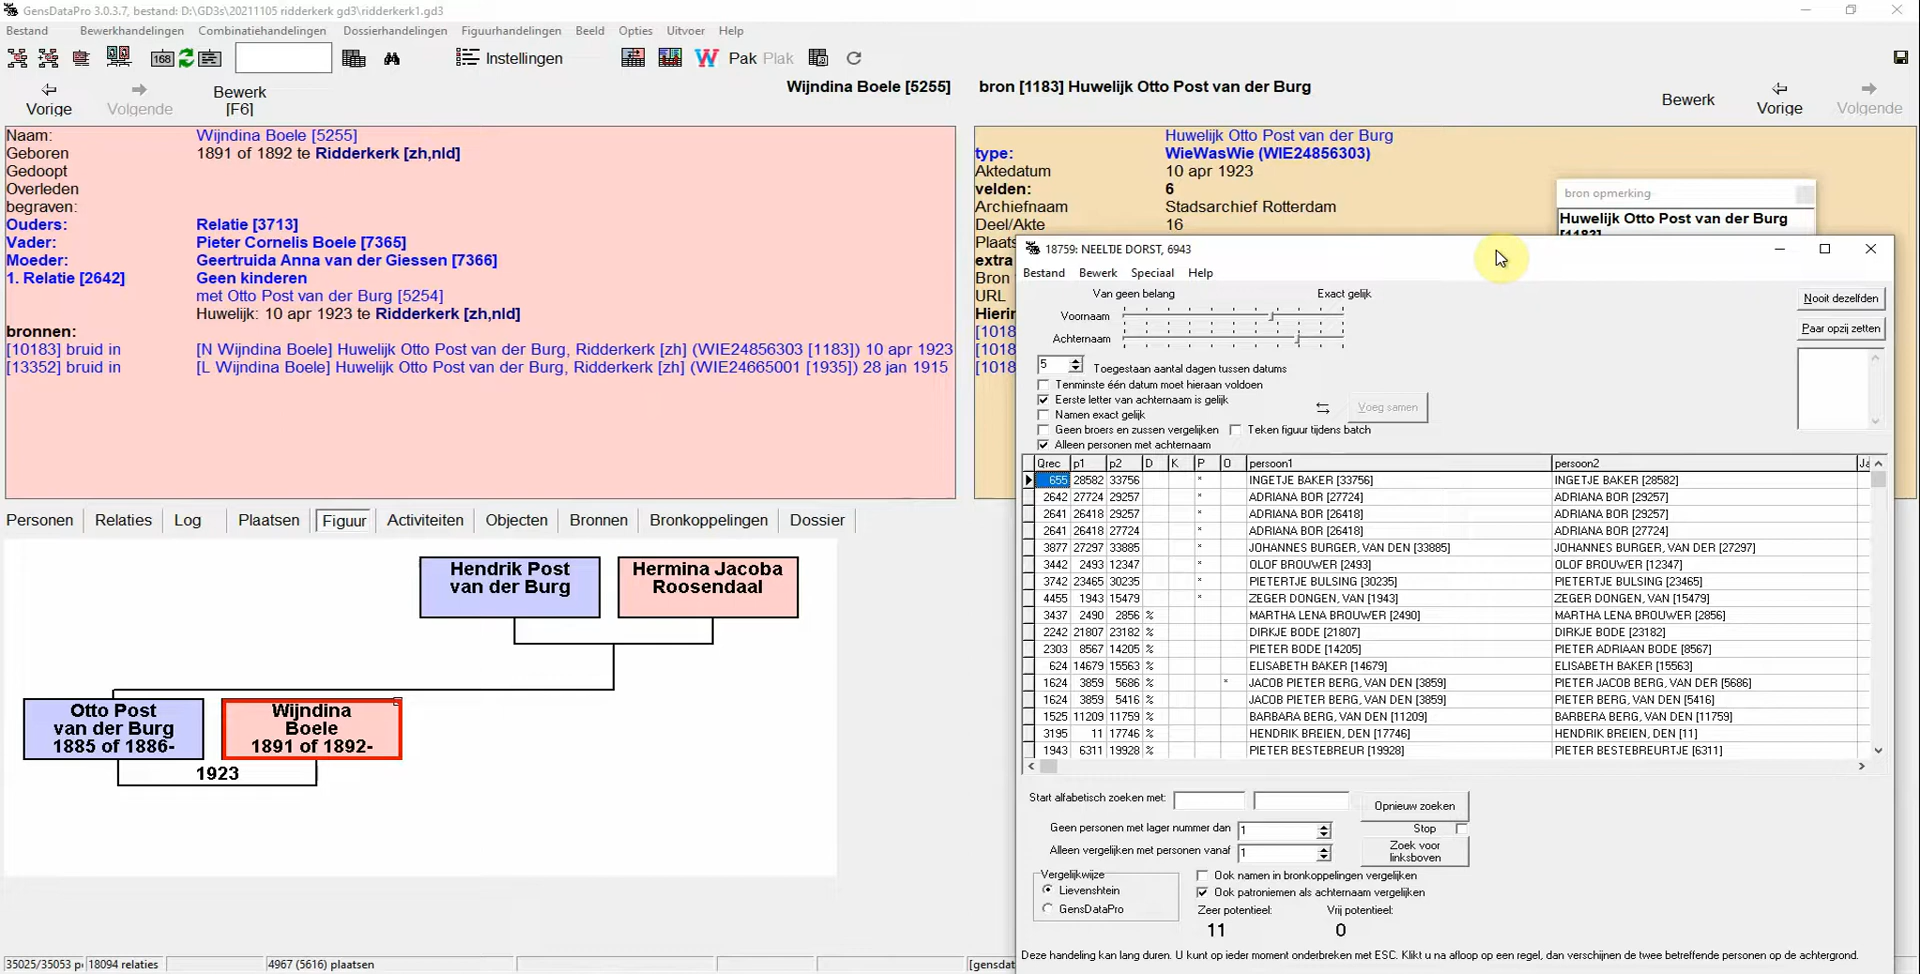 GensDataPro 3.0.3.7, bestand: D:\GD3s\20211105 ridderkerk gd3\ridderkerk1.gd3
Bestand Bewerkhandelingen Combinatiehandelingen Dossierhandelingen Figuurhandelingen Beeld Opties Uitvoer Help
168 Instellingen W Pak Plak
Vorige Volgende Bewerk [F6] Wijndina Boele [5255]
bron [1183] Huwelijk Otto Post van der Burg Bewerk Vorige Volgende
Naam: Wijndina Boele [5255]
Geboren 1891 of 1892 te Ridderkerk [zh,nld]
Gedoopt
Overleden
begraven:
Ouders: Relatie [3713]
Vader: Pieter Cornelis Boele [7365]
Moeder: Geertruida Anna van der Giessen [7366]
1. Relatie [2642] Geen kinderen
met Otto Post van der Burg [5254]
Huwelijk: 10 apr 1923 te Ridderkerk [zh,nld]
bronnen:
[10183] bruid in [N Wijndina Boele] Huwelijk Otto Post van der Burg, Ridderkerk [zh] (WIE24856303 [1183]) 10 apr 1923
[13352] bruid in [L Wijndina Boele] Huwelijk Otto Post van der Burg, Ridderkerk [zh] (WIE24665001 [1935]) 28 jan 1915
Huwelijk Otto Post van der Burg
type: WieWasWie (WIE24856303)
Aktedatum 10 apr 1923
velden: 6
Archiefnaam Stadsarchief Rotterdam
Deel/Akte 16
Plaats
extra
Bron
URL
Hierin
[1018
[1018
[1018
bron opmerking
Huwelijk Otto Post van der Burg
[1183]
Personen Relaties Log Plaatsen Figuur Activiteiten Objecten Bronnen Bronkoppelingen Dossier
Hendrik Post
van der Burg
Hermina Jacoba
Roosendaal
Otto Post
van der Burg
1885 of 1886-
Wijndina
Boele
1891 of 1892-
1923
35025/35053 p 18094 relaties 4967 (5616) plaatsen [gensdat
18759: NEELTJE DORST, 6943
Bestand Bewerk Speciaal Help
Van geen belang Exact gelijk
Voornaam
Achternaam
Nooit dezelfden
Paar opzij zetten
5 Toegestaan aantal dagen tussen datums
Tenminste één datum moet hieraan voldoen
Eerste letter van achternaam is gelijk
Namen exact gelijk
Geen broers en zussen vergelijken Teken figuur tijdens batch
Alleen personen met achternaam
Voeg samen
Qrec p1 p2 D K P O persoon1 persoon2 Ja
655 28582 33756 * INGETJE BAKER [33756] INGETJE BAKER [28582]
2642 27724 29257 * ADRIANA BOR [27724] ADRIANA BOR [29257]
2641 26418 29257 * ADRIANA BOR [26418] ADRIANA BOR [29257]
2641 26418 27724 * ADRIANA BOR [26418] ADRIANA BOR [27724]
3877 27297 33885 * JOHANNES BURGER, VAN DEN [33885] JOHANNES BURGER, VAN DER [27297]
3442 2493 12347 * OLOF BROUWER [2493] OLOF BROUWER [12347]
3742 23465 30235 * PIETERTJE BULSING [30235] PIETERTJE BULSING [23465]
4455 1943 15479 * ZEGER DONGEN, VAN [1943] ZEGER DONGEN, VAN [15479]
3437 2490 2856 % MARTHA LENA BROUWER [2490] MARTHA LENA BROUWER [2856]
2242 21807 23182 % DIRKJE BODE [21807] DIRKJE BODE [23182]
2303 8567 14205 % PIETER BODE [14205] PIETER ADRIAAN BODE [8567]
624 14679 15563 % ELISABETH BAKER [14679] ELISABETH BAKER [15563]
1624 3859 5686 % * JACOB PIETER BERG, VAN DEN [3859] PIETER JACOB BERG, VAN DER [5686]
1624 3859 5416 % JACOB PIETER BERG, VAN DEN [3859] PIETER BERG, VAN DEN [5416]
1525 11209 11759 % BARBARA BERG, VAN DEN [11209] BARBERA BERG, VAN DEN [11759]
3195 11 17746 % HENDRIK BREIEN, DEN [17746] HENDRIK BREIEN, DEN [11]
1943 6311 19928 % PIETER BESTEBREUR [19928] PIETER BESTEBREURTJE [6311]
Start alfabetisch zoeken met: Opnieuw zoeken
Geen personen met lager nummer dan 1 Stop
Alleen vergelijken met personen vanaf 1 Zoek voor linksboven
Vergelijkwijze
Lievenshtein
GensDataPro
Ook namen in bronkoppelingen vergelijken
Ook patroniemen als achternaam vergelijken
Zeer potentieel: Vrij potentieel:
11 0
Deze handeling kan lang duren. U kunt op ieder moment onderbreken met ESC. Klikt u na afloop op een regel, dan verschijnen de twee betreffende personen op de achtergrond.